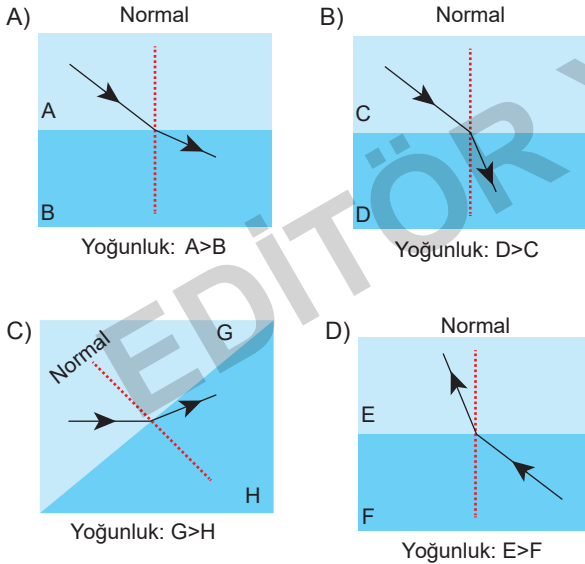 A)
Normal
A
B
Yoğunluk: A>B
B)
Normal
C
D
Yoğunluk: D>C
C)
Normal
G
H
Yoğunluk: G>H
D)
Normal
E
F
Yoğunluk: E>F
EDİTÖR Y